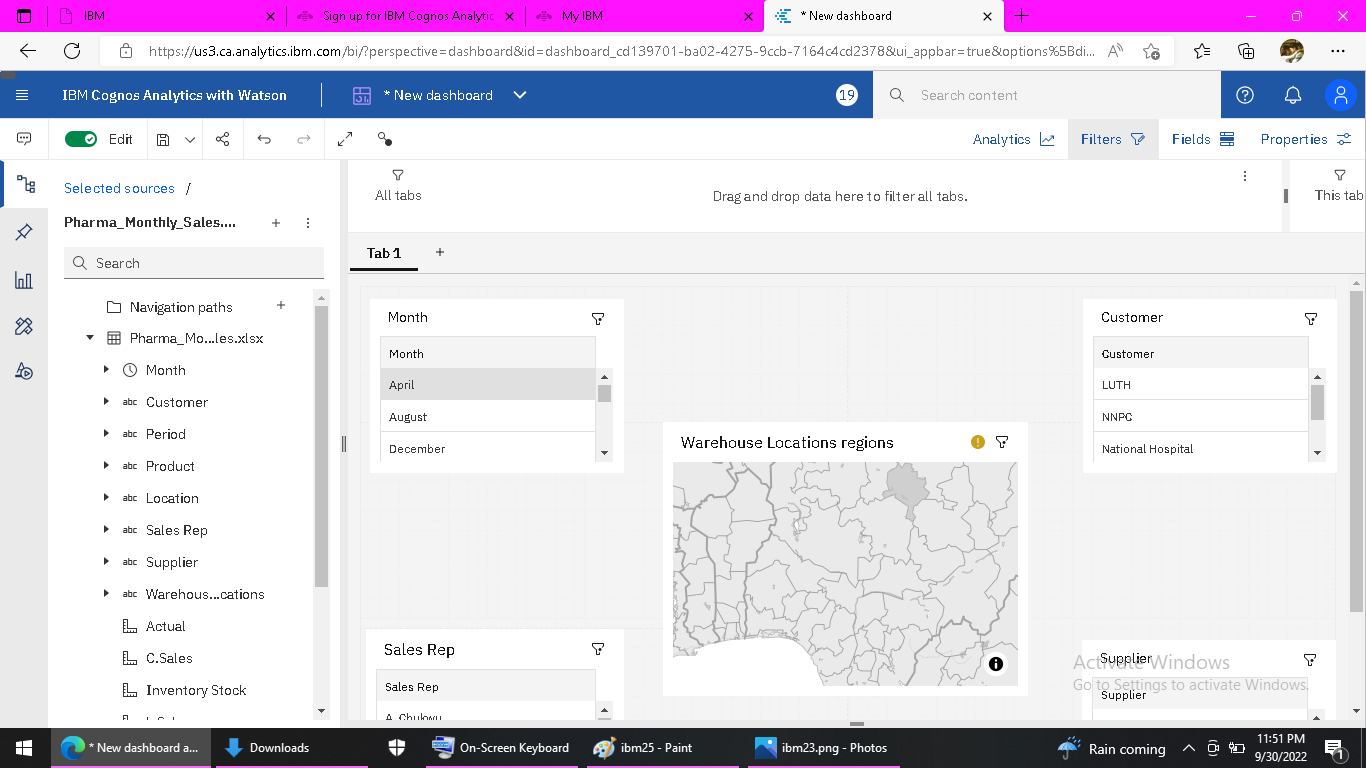 IBM
Sign up for IBM Cognos Analytic
My IBM
* New dashboard
https://us3.ca.analytics.ibm.com/bi/?perspective=dashboard&id=dashboard_cd139701-ba02-4275-9ccb-7164c4cd2378&ui_appbar=true&options%5Bdi...
IBM Cognos Analytics with Watson
* New dashboard
19
Search content
Edit
Analytics
Filters
Fields
Properties
Selected sources /
All tabs
Drag and drop data here to filter all tabs.
This tab
Pharma_Monthly_Sales....
Tab 1
Search
Navigation paths
Pharma_Mo...les.xlsx
Month
Customer
Period
Product
Location
Sales Rep
Supplier
Warehous...cations
Actual
C.Sales
Inventory Stock
Month
Month
April
August
December
Customer
Customer
LUTH
NNPC
National Hospital
Warehouse Locations regions
Sales Rep
Sales Rep
A. Chukwu
Supplier
Supplier
Activate Windows
Go to Settings to activate Windows.
* New dashboard a...
Downloads
On-Screen Keyboard
ibm25 - Paint
ibm23.png - Photos
Rain coming
11:51 PM
9/30/2022
1